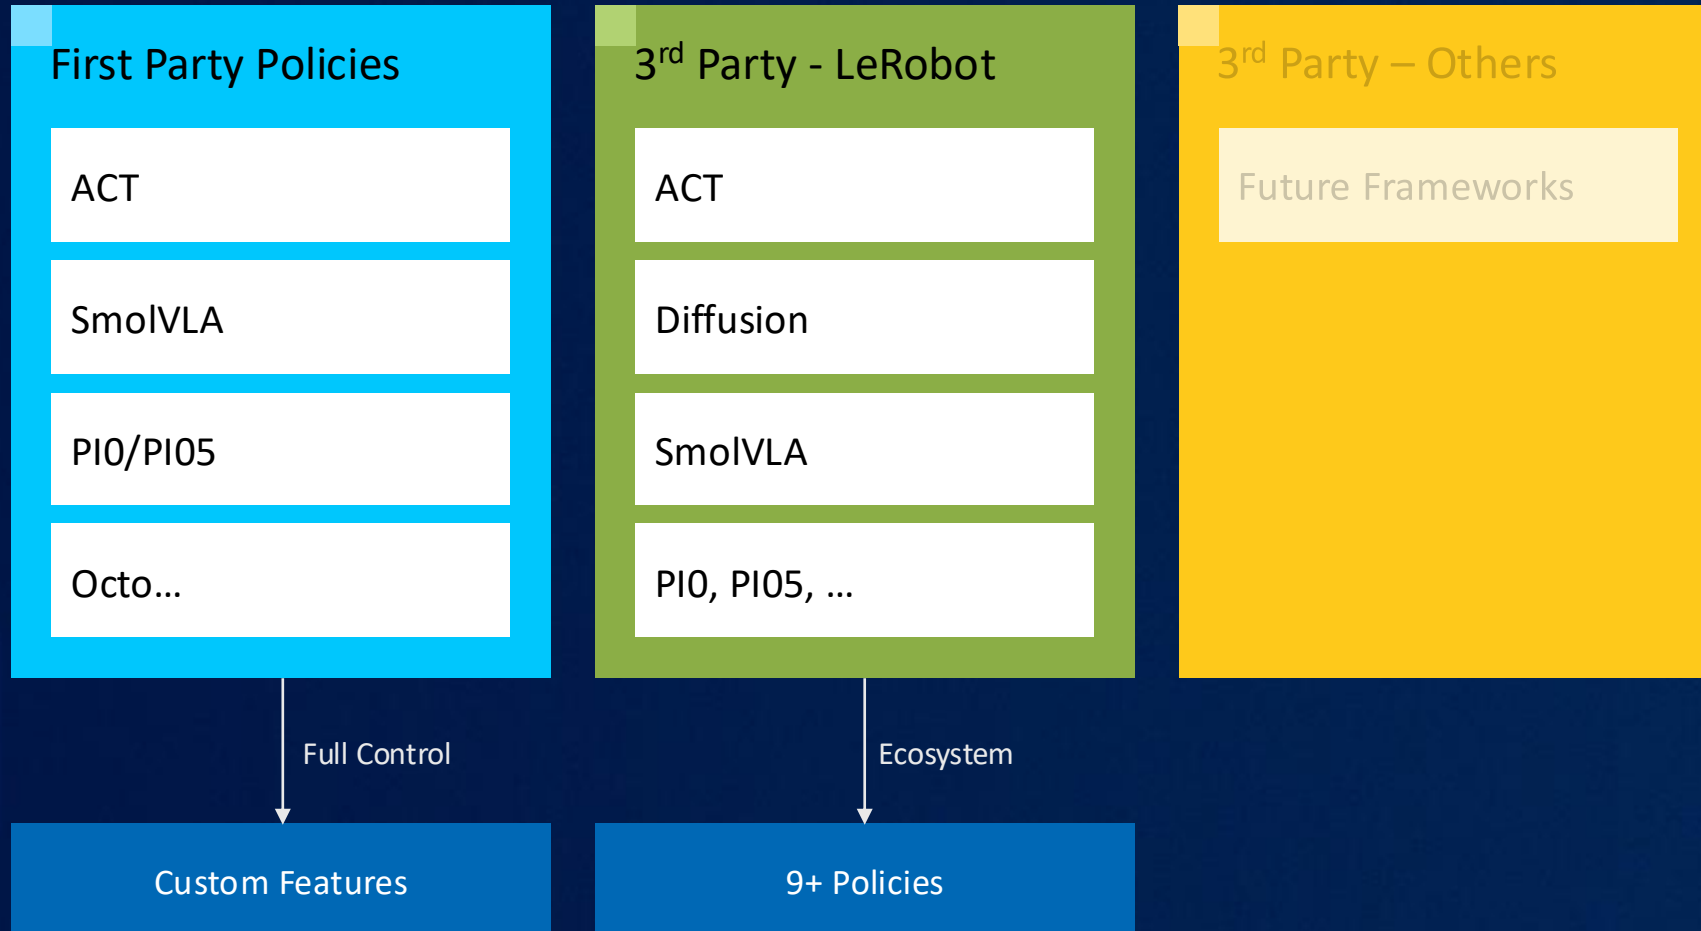 First Party Policies
ACT
SmolVLA
PI0/PI05
Octo…
Full Control
Custom Features
3rd Party - LeRobot
ACT
Diffusion
SmolVLA
PI0, PI05, …
Ecosystem
9+ Policies
3rd Party – Others
Future Frameworks